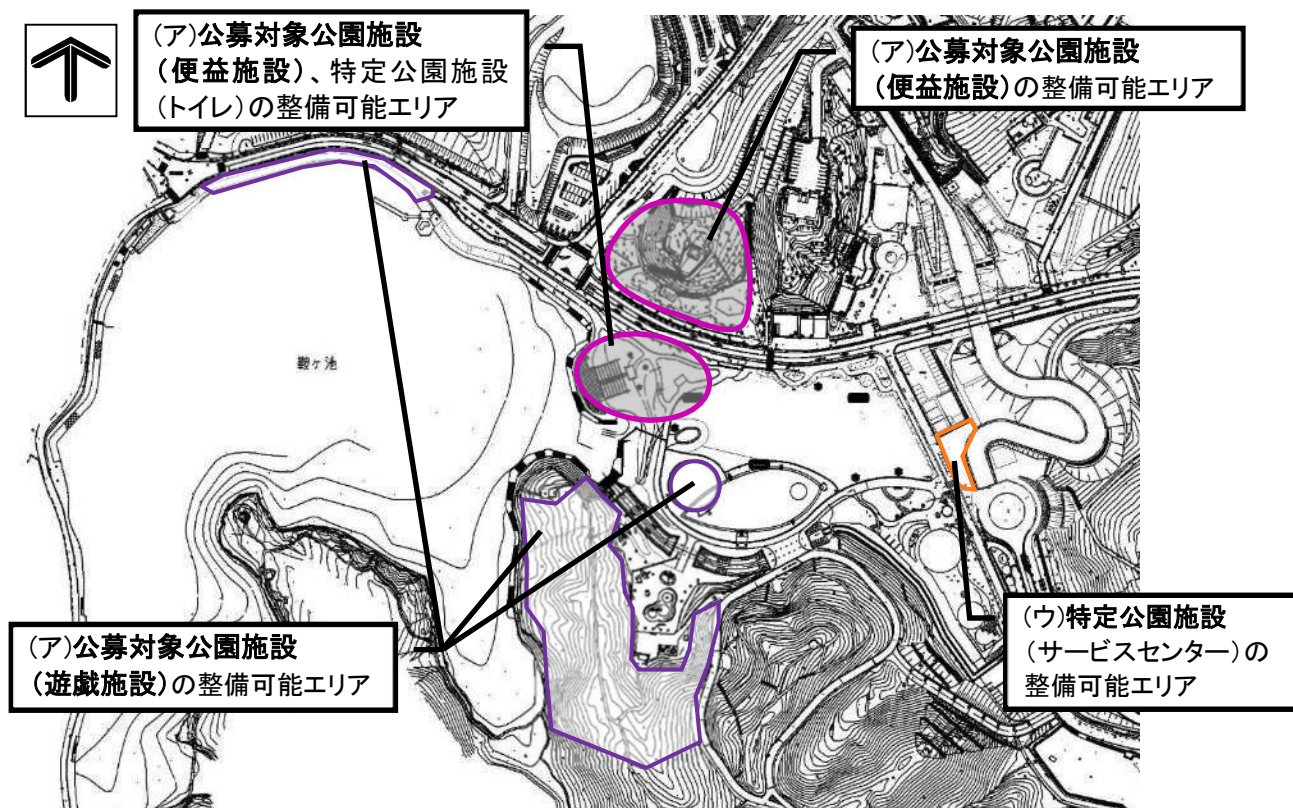 (ア)公募対象公園施設
(便益施設)、特定公園施設
(トイレ)の整備可能エリア
(ア)公募対象公園施設
(便益施設)の整備可能エリア
鞍ヶ池
(ア)公募対象公園施設
(遊戯施設)の整備可能エリア
(ウ)特定公園施設
(サービスセンター)の
整備可能エリア